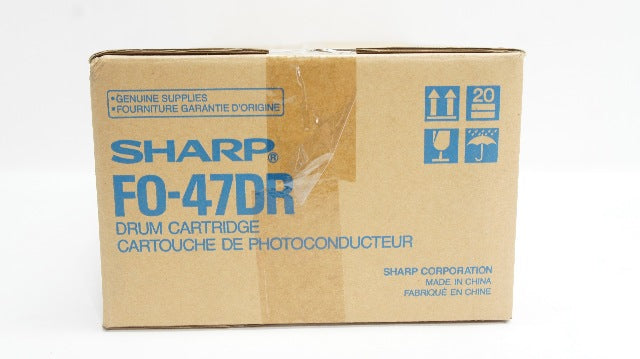 •GENUINE SUPPLIES
•FOURNITURE GARANTIE D'ORIGINE
SHARP®
FO-47DR
DRUM CARTRIDGE
CARTOUCHE DE PHOTOCONDUCTEUR
20
SHARP CORPORATION
MADE IN CHINA
FABRIQUÉ EN CHINE